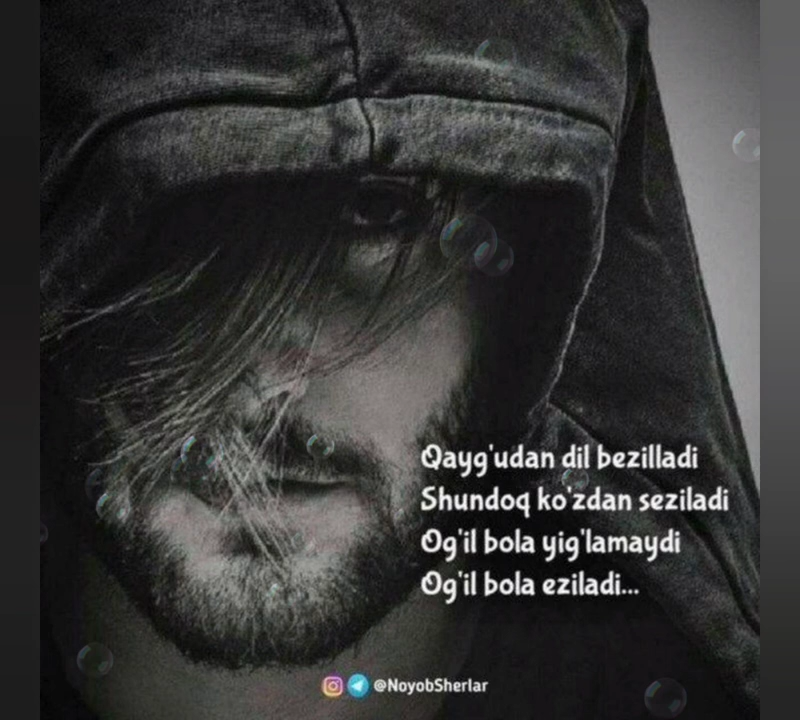 Qayg'udan dil bezilladi
Shundoq ko'zdan seziladi
Og'il bola yig'lamaydi
Og'il bola eziladi...
@NoyobSherlar